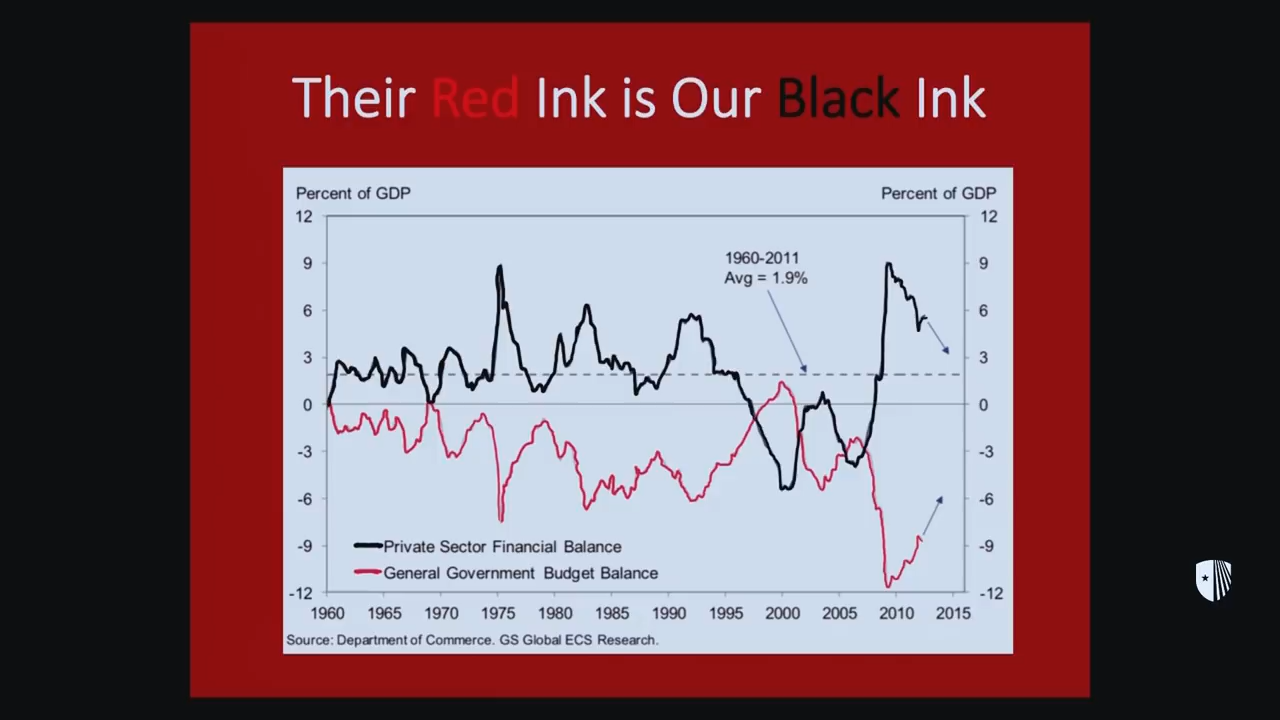 Their Red Ink is Our Black Ink
Percent of GDP Percent of GDP
12 12
1960-2011
9 9
Avg = 1.9%
6 6
3 3
0 0
-3 -3
-6 -6
-9 -9
Private Sector Financial Balance
General Government Budget Balance
-12 -12
1960 1965 1970 1975 1980 1985 1990 1995 2000 2005 2010 2015
Source: Department of Commerce. GS Global ECS Research.